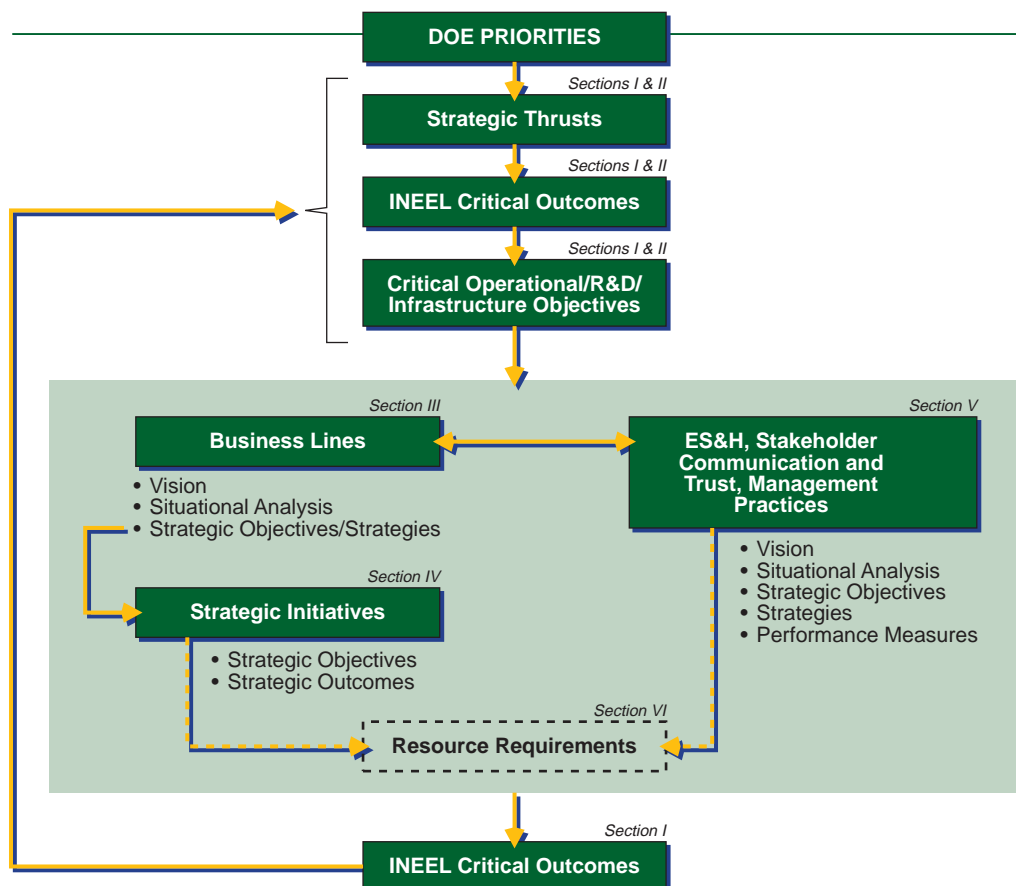 DOE PRIORITIES
Sections I & II
Strategic Thrusts
Sections I & II
INEEL Critical Outcomes
Sections I & II
Critical Operational/R&D/
Infrastructure Objectives
Section III
Business Lines
• Vision
• Situational Analysis
• Strategic Objectives/Strategies
Section V
ES&H, Stakeholder
Communication and
Trust, Management
Practices
• Vision
• Situational Analysis
• Strategic Objectives
• Strategies
• Performance Measures
Section IV
Strategic Initiatives
• Strategic Objectives
• Strategic Outcomes
Section VI
Resource Requirements
Section I
INEEL Critical Outcomes